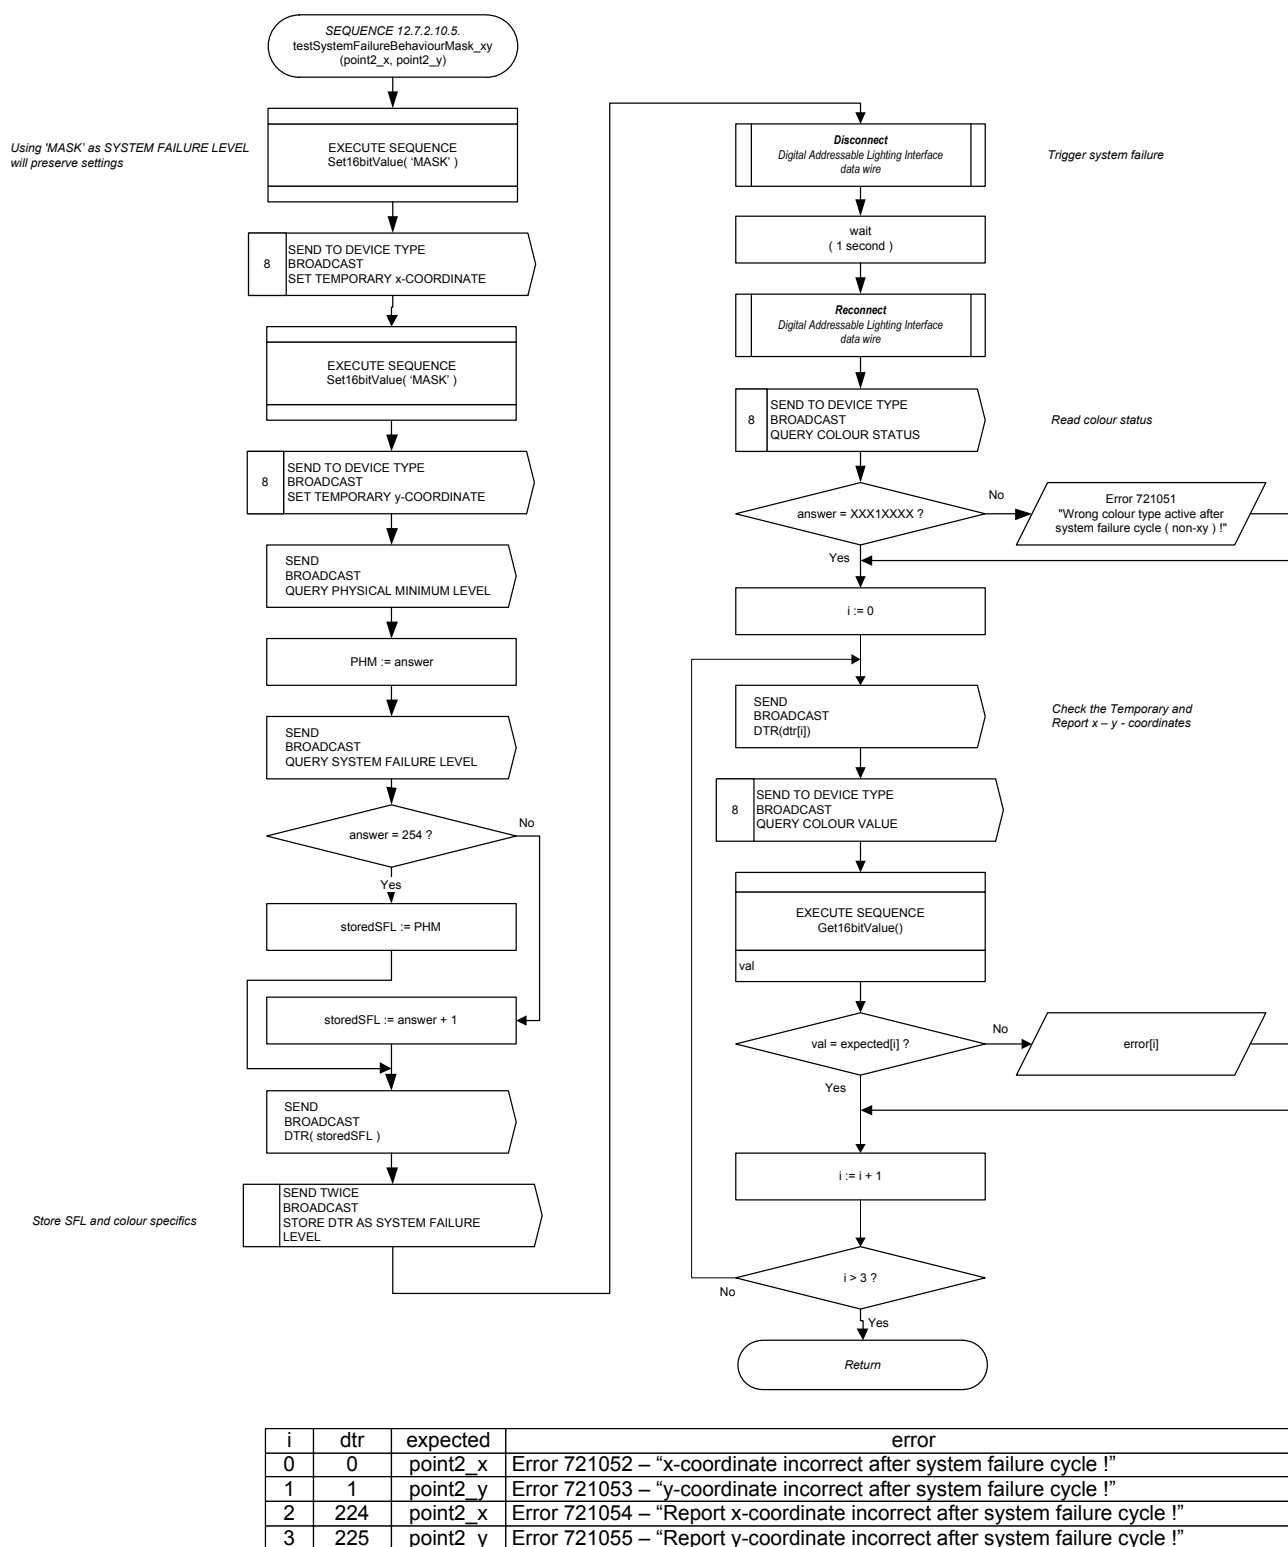 SEQUENCE 12.7.2.10.5.
testSystemFailureBehaviourMask_xy
(point2_x, point2_y)
Using 'MASK' as SYSTEM FAILURE LEVEL
will preserve settings
EXECUTE SEQUENCE
Set16bitValue( ‘MASK’ )
8
SEND TO DEVICE TYPE
BROADCAST
SET TEMPORARY x-COORDINATE
EXECUTE SEQUENCE
Set16bitValue( ‘MASK’ )
8
SEND TO DEVICE TYPE
BROADCAST
SET TEMPORARY y-COORDINATE
SEND
BROADCAST
QUERY PHYSICAL MINIMUM LEVEL
PHM := answer
SEND
BROADCAST
QUERY SYSTEM FAILURE LEVEL
answer = 254 ?
No
Yes
storedSFL := PHM
storedSFL := answer + 1
SEND
BROADCAST
DTR( storedSFL )
Store SFL and colour specifics
SEND TWICE
BROADCAST
STORE DTR AS SYSTEM FAILURE
LEVEL
Disconnect
Digital Addressable Lighting Interface
data wire
Trigger system failure
wait
( 1 second )
Reconnect
Digital Addressable Lighting Interface
data wire
8
SEND TO DEVICE TYPE
BROADCAST
QUERY COLOUR STATUS
Read colour status
answer = XXX1XXXX ?
No
Error 721051
"Wrong colour type active after
system failure cycle ( non-xy ) !"
Yes
i := 0
SEND
BROADCAST
DTR(dtr[i])
Check the Temporary and
Report x – y - coordinates
8
SEND TO DEVICE TYPE
BROADCAST
QUERY COLOUR VALUE
EXECUTE SEQUENCE
Get16bitValue()
val
val = expected[i] ?
No
error[i]
Yes
i := i + 1
i > 3 ?
No
Yes
Return
i dtr expected error
0 0 point2_x Error 721052 – “x-coordinate incorrect after system failure cycle !”
1 1 point2_y Error 721053 – “y-coordinate incorrect after system failure cycle !”
2 224 point2_x Error 721054 – “Report x-coordinate incorrect after system failure cycle !”
3 225 point2_y Error 721055 – “Report y-coordinate incorrect after system failure cycle !”